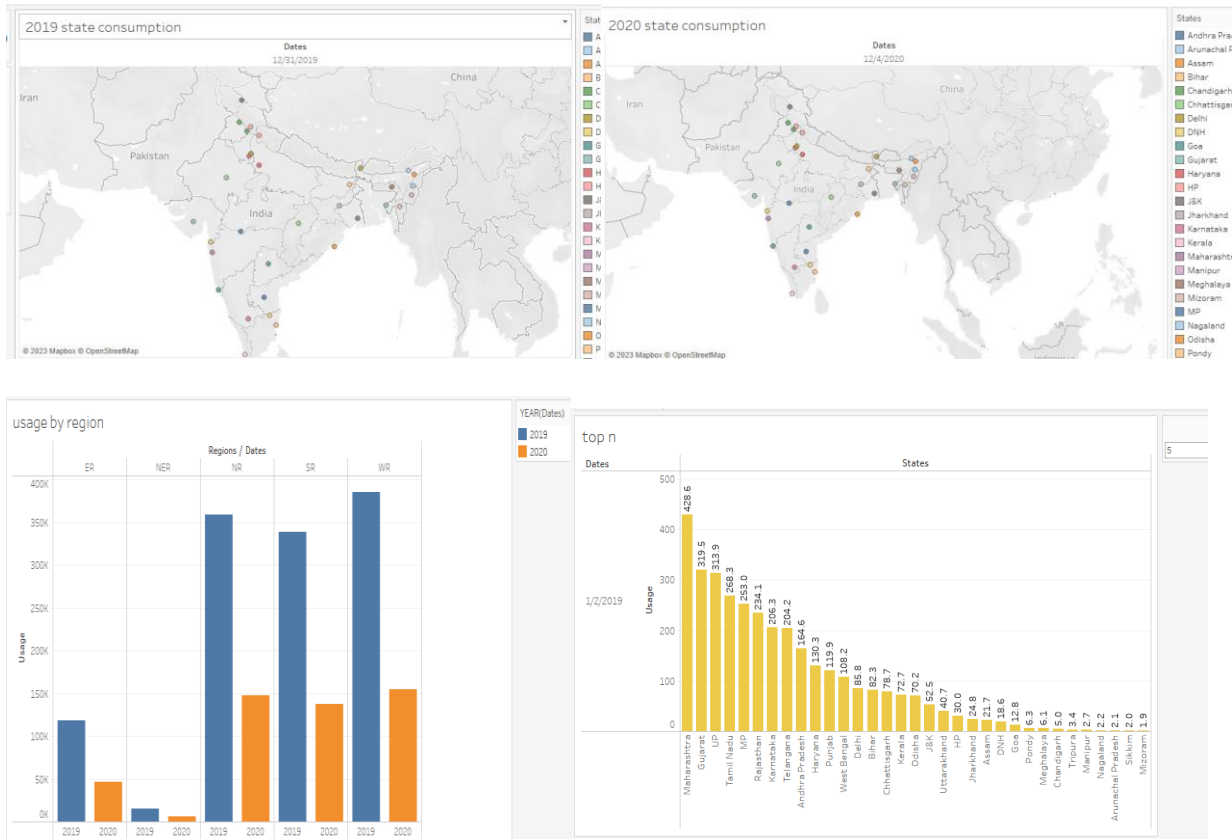 2019 state consumption
Dates
12/31/2019
Iran
China
Pakistan
India
© 2023 Mapbox © OpenStreetMap
Stat
A
A
A
B
C
C
D
D
G
G
H
H
J&
K
K
M
M
M
M
M
N
O
P
2020 state consumption
Dates
12/4/2020
Iran
China
Pakistan
India
© 2023 Mapbox © OpenStreetMap
States
Andhra Prad
Arunachal P
Assam
Bihar
Chandigarh
Chhattisgar
Delhi
DNH
Goa
Gujarat
Haryana
HP
J&K
Jharkhand
Karnataka
Kerala
Maharashtr
Manipur
Meghalaya
Mizoram
MP
Nagaland
Odisha
Pondy
usage by region
Regions / Dates
ER NER NR SR WR
400K
350K
300K
250K
200K
150K
100K
50K
0K
Usage
2019 2020 2019 2020 2019 2020 2019 2020 2019 2020
YEAR(Dates)
2019
2020
top n
Dates
States
1/2/2019
Usage
500
400
300
200
100
0
428.6 319.5 313.9 268.3 253.0 234.1 206.3 204.2 164.6 130.3 119.9 108.2 85.8 82.3 78.7 72.7 70.2 52.5 40.7 30.0 24.8 21.7 18.6 12.8 6.3 6.1 5.0 3.4 2.7 2.2 2.1 2.0 1.9
Maharashtra Gujarat UP Tamil Nadu MP Rajasthan Karnataka Telangana Andhra Pradesh Haryana Punjab West Bengal Delhi Bihar Chhattisgarh Kerala Odisha J&K Uttarakhand HP Jharkhand Assam DNH Goa Pondy Meghalaya Chandigarh Tripura Manipur Nagaland Arunachal Pradesh Sikkim Mizoram
5